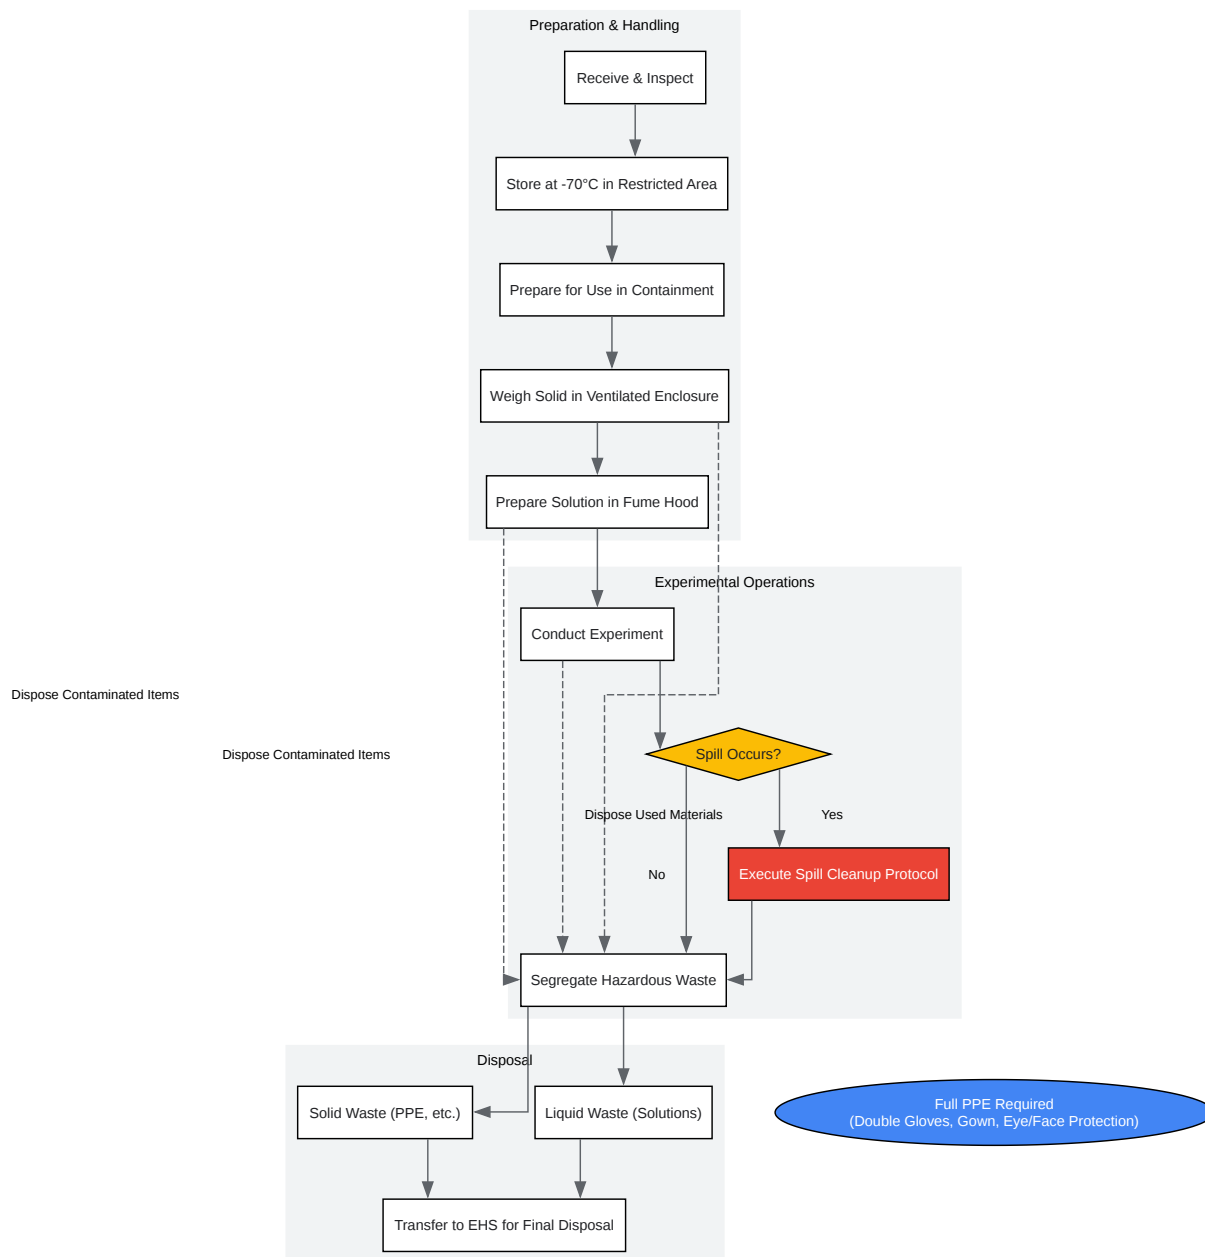 Preparation & Handling
Receive & Inspect
Store at -70°C in Restricted Area
Prepare for Use in Containment
Weigh Solid in Ventilated Enclosure
Prepare Solution in Fume Hood
Experimental Operations
Conduct Experiment
Dispose Contaminated Items
Dispose Contaminated Items
Spill Occurs?
Dispose Used Materials
Yes
No
Execute Spill Cleanup Protocol
Segregate Hazardous Waste
Disposal
Solid Waste (PPE, etc.)
Liquid Waste (Solutions)
Full PPE Required
(Double Gloves, Gown, Eye/Face Protection)
Transfer to EHS for Final Disposal